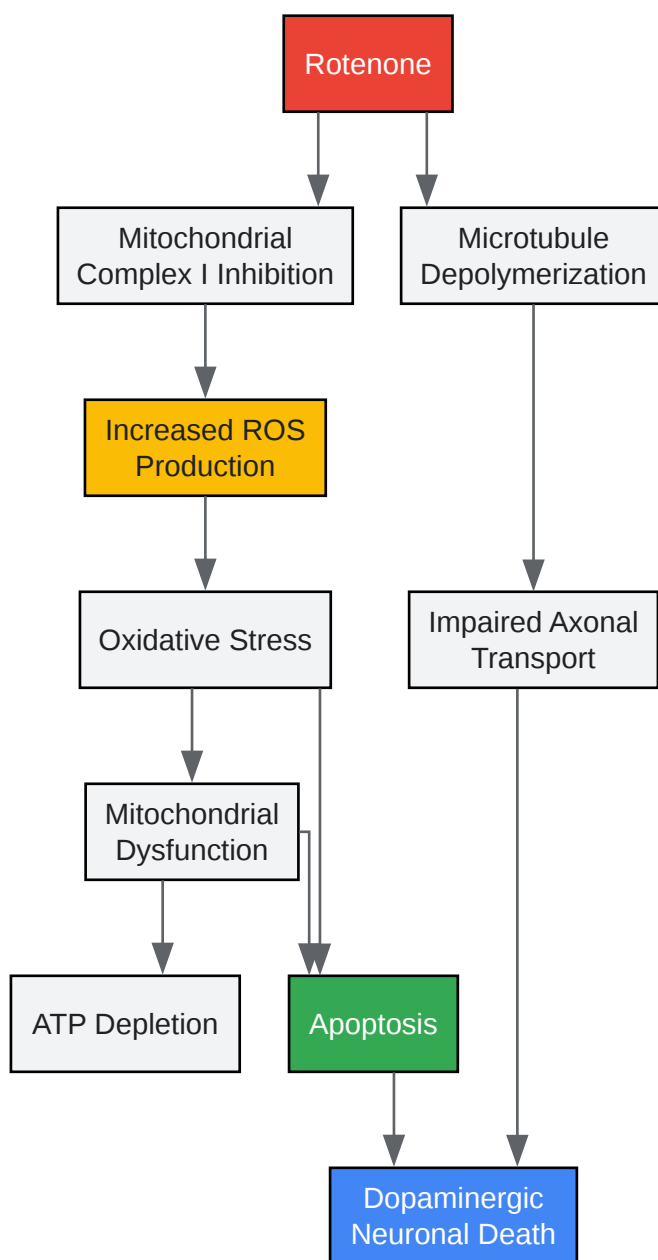 Rotenone
Mitochondrial
Complex I Inhibition
Microtubule
Depolymerization
Increased ROS
Production
Oxidative Stress
Impaired Axonal
Transport
Mitochondrial
Dysfunction
ATP Depletion
Apoptosis
Dopaminergic
Neuronal Death